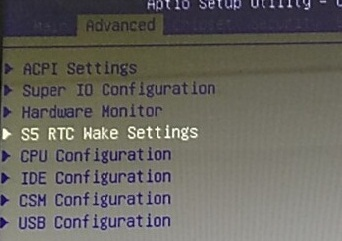 Aptio Setup Utility -
Main Advanced
ACPI Settings
Super IO Configuration
Hardware Monitor
S5 RTC Wake Settings
CPU Configuration
IDE Configuration
CSM Configuration
USB Configuration